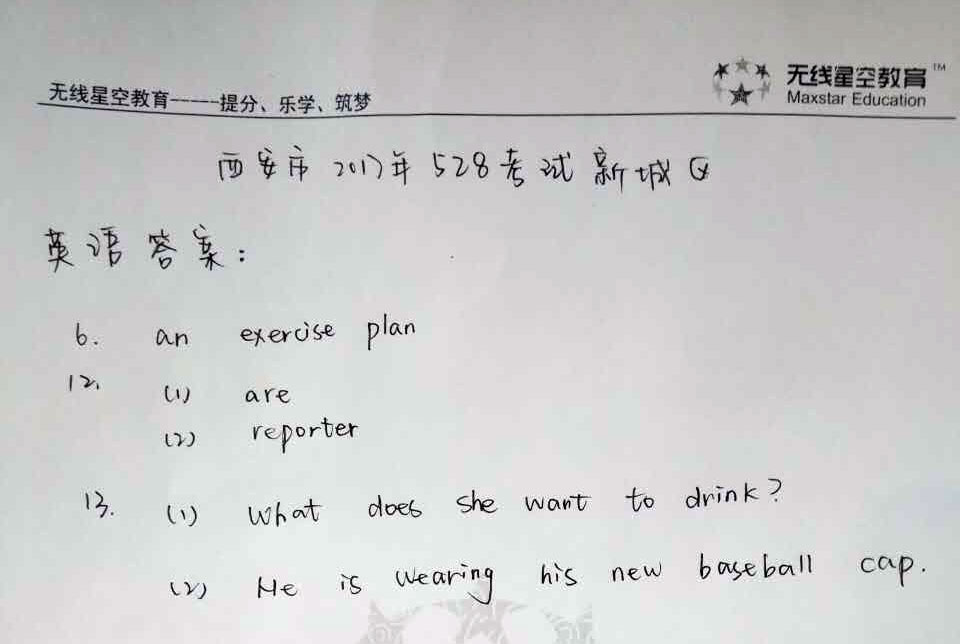 无线星空教育-----提分、乐学、筑梦
无线星空教育™
Maxstar Education
西安市2017年528考试新城区
英语答案：
6. an exercise plan
12. (1) are
(2) reporter
13. (1) What does she want to drink?
(2) He is wearing his new baseball cap.